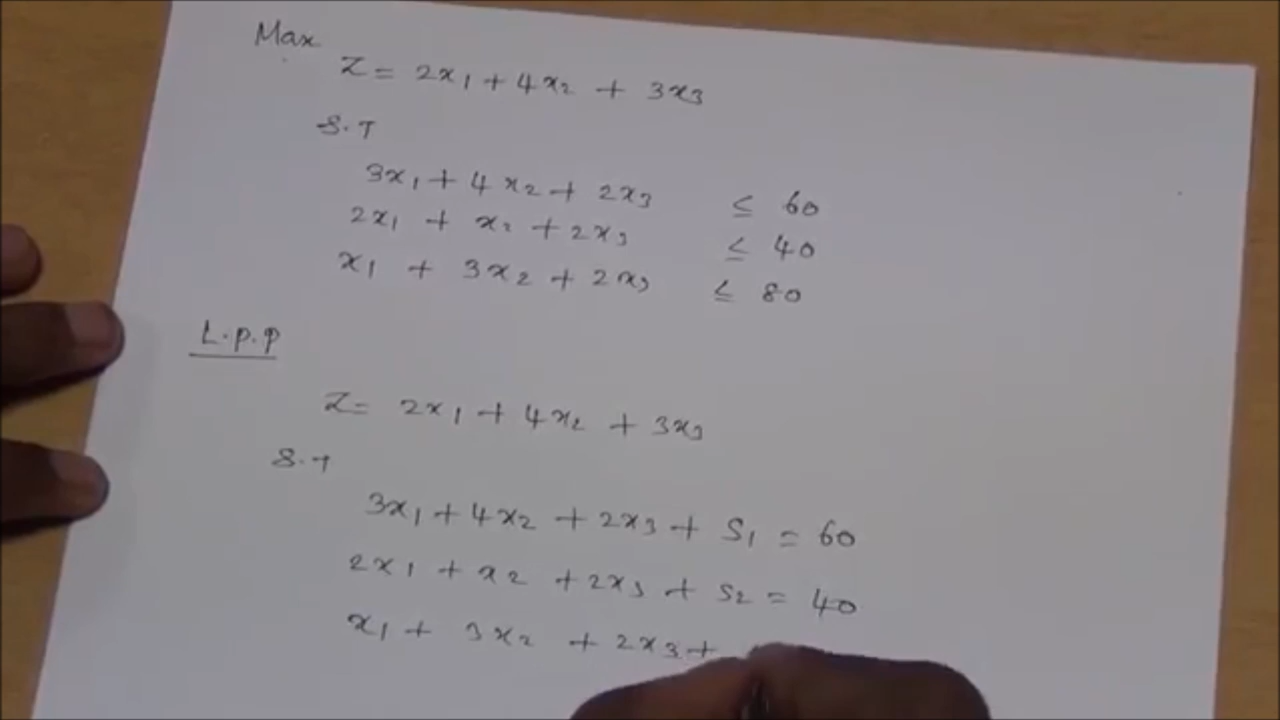 Max
Z = 2x₁ + 4x₂ + 3x₃
S.T
3x₁ + 4x₂ + 2x₃ ≤ 60
2x₁ + x₂ + 2x₃ ≤ 40
x₁ + 3x₂ + 2x₃ ≤ 80
L.P.P
Z = 2x₁ + 4x₂ + 3x₃
S.T
3x₁ + 4x₂ + 2x₃ + S₁ = 60
2x₁ + x₂ + 2x₃ + S₂ = 40
x₁ + 3x₂ + 2x₃ +